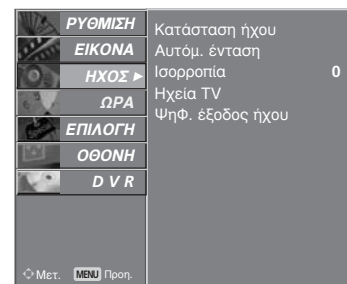 ΡΥΘΜΙΣΗ
ΕΙΚΟΝΑ
ΗΧΟΣ ►
ΩΡΑ
ΕΠΙΛΟΓΗ
ΟΘΟΝΗ
D V R
Κατάσταση ήχου
Αυτόμ. ένταση
Ισορροπία 0
Ηχεία TV
ΨηΦ. έξοδος ήχου
Μετ. MENU Προη.